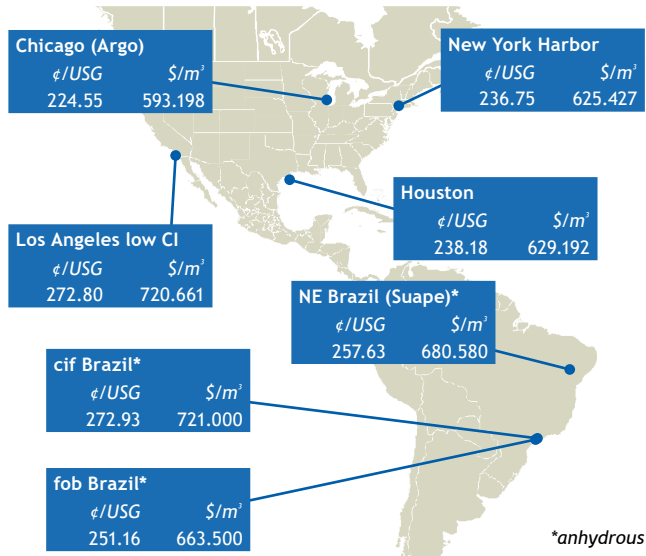 Chicago (Argo)
¢/USG $/m³
224.55 593.198
New York Harbor
¢/USG $/m³
236.75 625.427
Houston
¢/USG $/m³
238.18 629.192
Los Angeles low CI
¢/USG $/m³
272.80 720.661
NE Brazil (Suape)*
¢/USG $/m³
257.63 680.580
cif Brazil*
¢/USG $/m³
272.93 721.000
fob Brazil*
¢/USG $/m³
251.16 663.500
*anhydrous